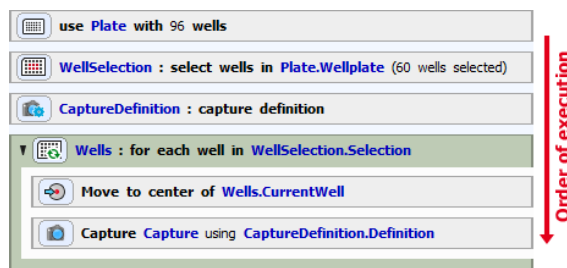 use Plate with 96 wells
WellSelection : select wells in Plate.Wellplate (60 wells selected)
CaptureDefinition : capture definition
Wells : for each well in WellSelection.Selection
Move to center of Wells.CurrentWell
Capture Capture using CaptureDefinition.Definition
Order of execution